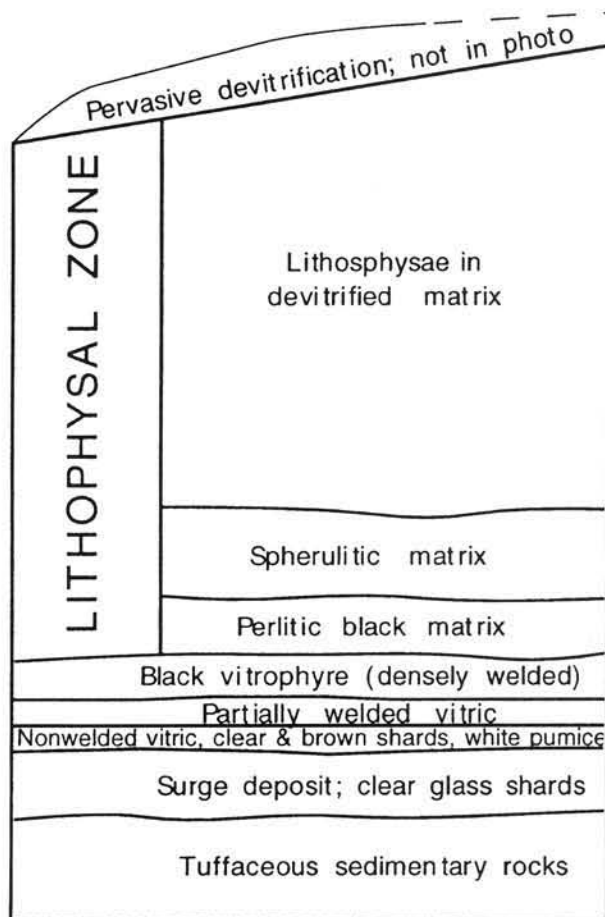 Pervasive devitrification; not in photo
LITHOPHYSAL ZONE
Lithosphysae in
devitrified matrix
Spherulitic matrix
Perlitic black matrix
Black vitrophyre (densely welded)
Partially welded vitric
Nonwelded vitric, clear & brown shards, white pumice
Surge deposit; clear glass shards
Tuffaceous sedimentary rocks